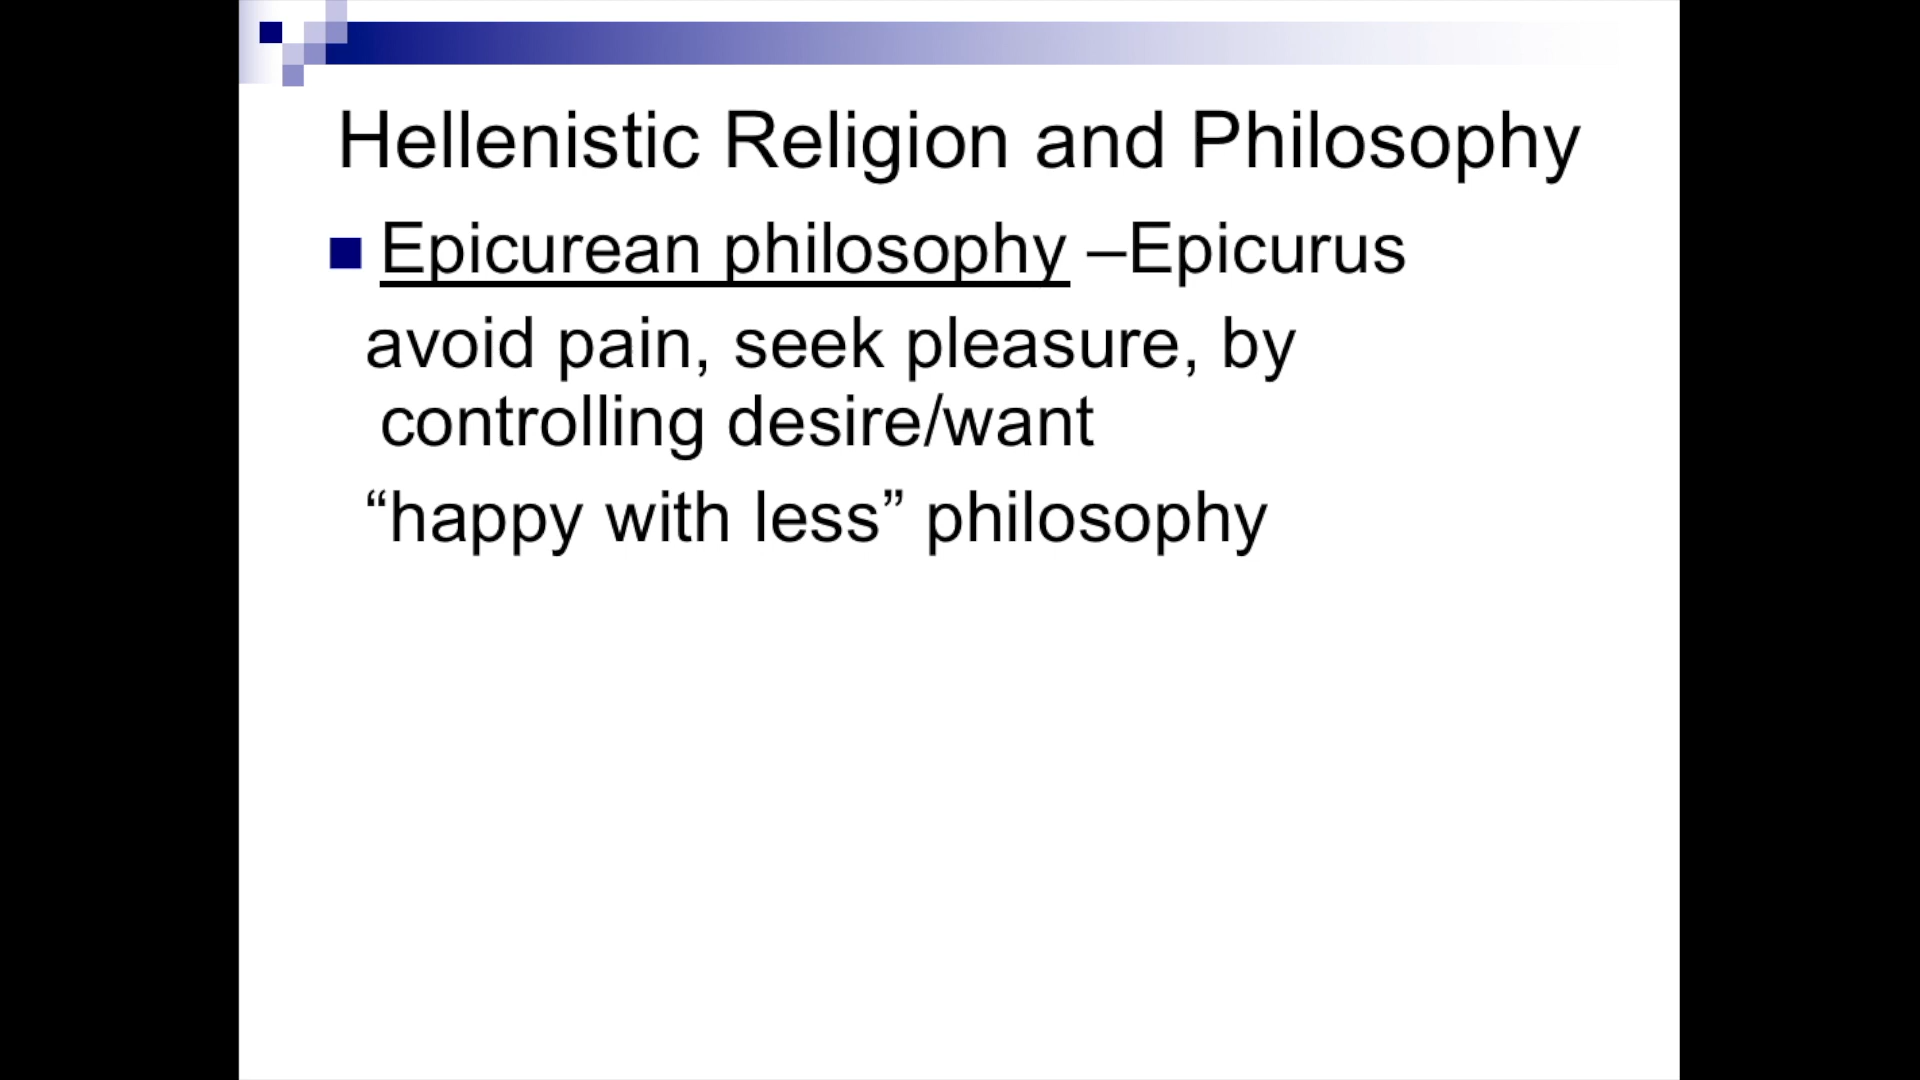 Hellenistic Religion and Philosophy
Epicurean philosophy –Epicurus
avoid pain, seek pleasure, by
controlling desire/want
“happy with less” philosophy